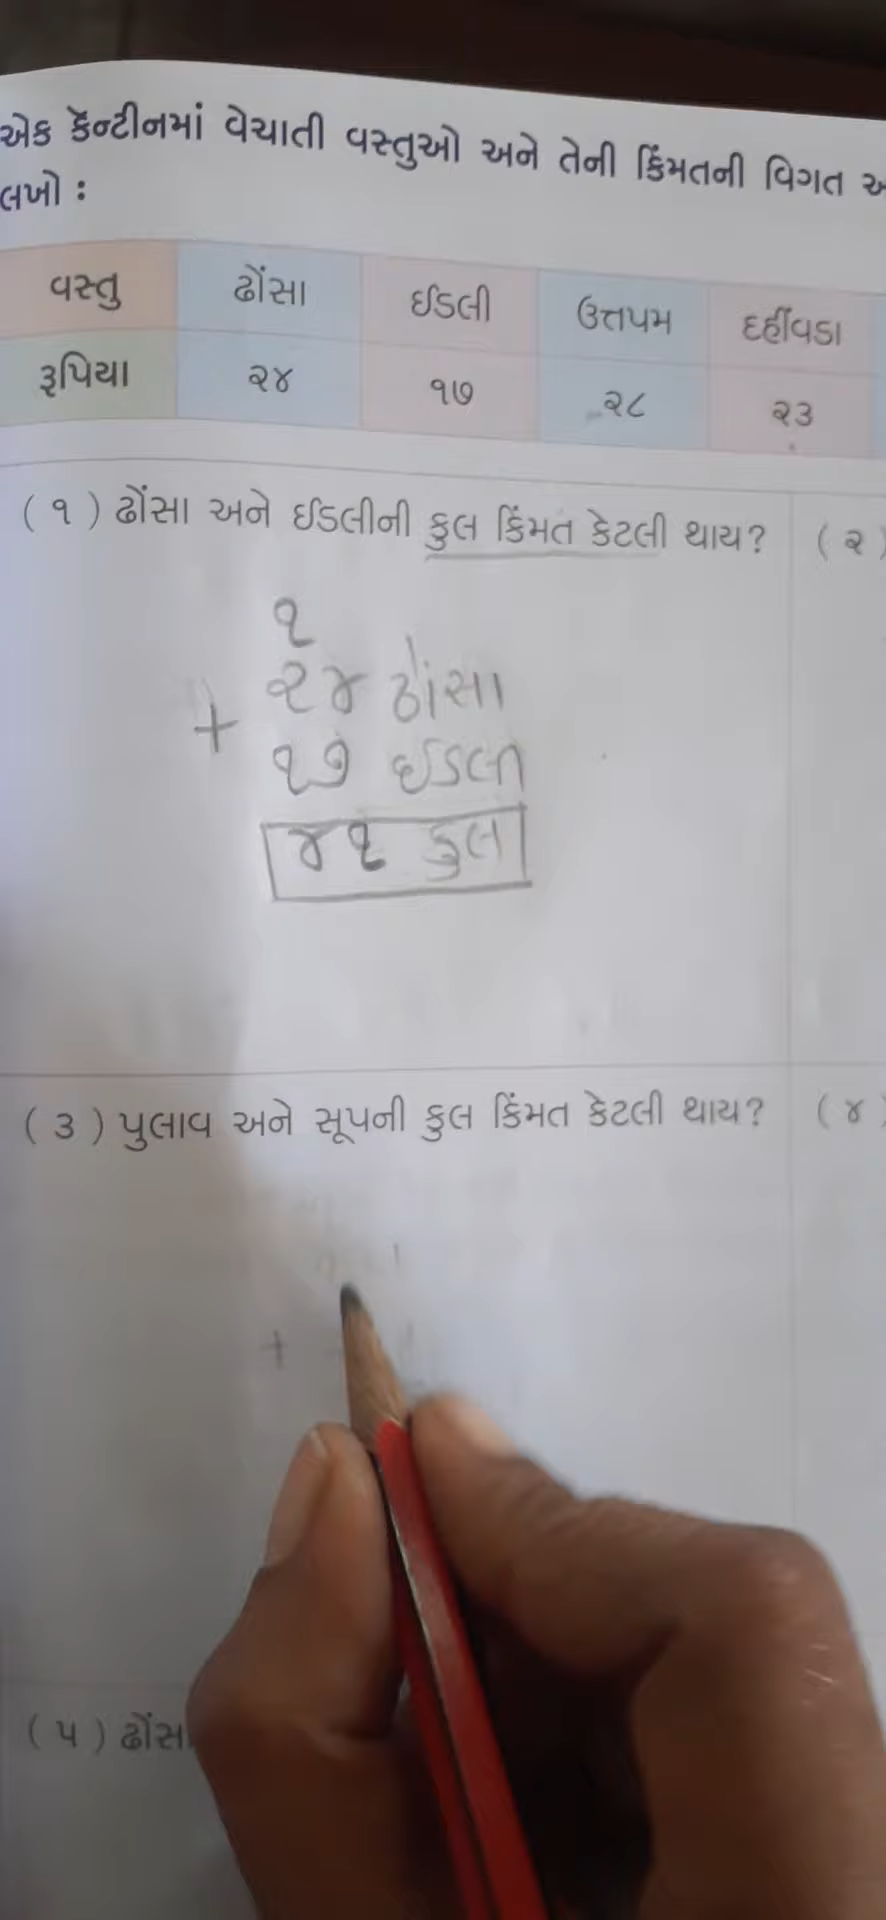 એક કૅન્ટીનમાં વેચાતી વસ્તુઓ અને તેની કિંમતની વિગત
લખો :
વસ્તુ ઢોંસા ઈડલી ઉત્તપમ દહીંવડા
રૂપિયા ૨૪ ૧૭ ૨૮ ૨૩
( ૧ ) ઢોંસા અને ઈડલીની કુલ કિંમત કેટલી થાય? ( ૨ )
૧
૨૪ ઢોંસા
+ ૧૭ ઈડલી
૪૧ કુલ
( ૩ ) પુલાવ અને સૂપની કુલ કિંમત કેટલી થાય? ( ૪ )
+
( ૫ ) ઢોંસા